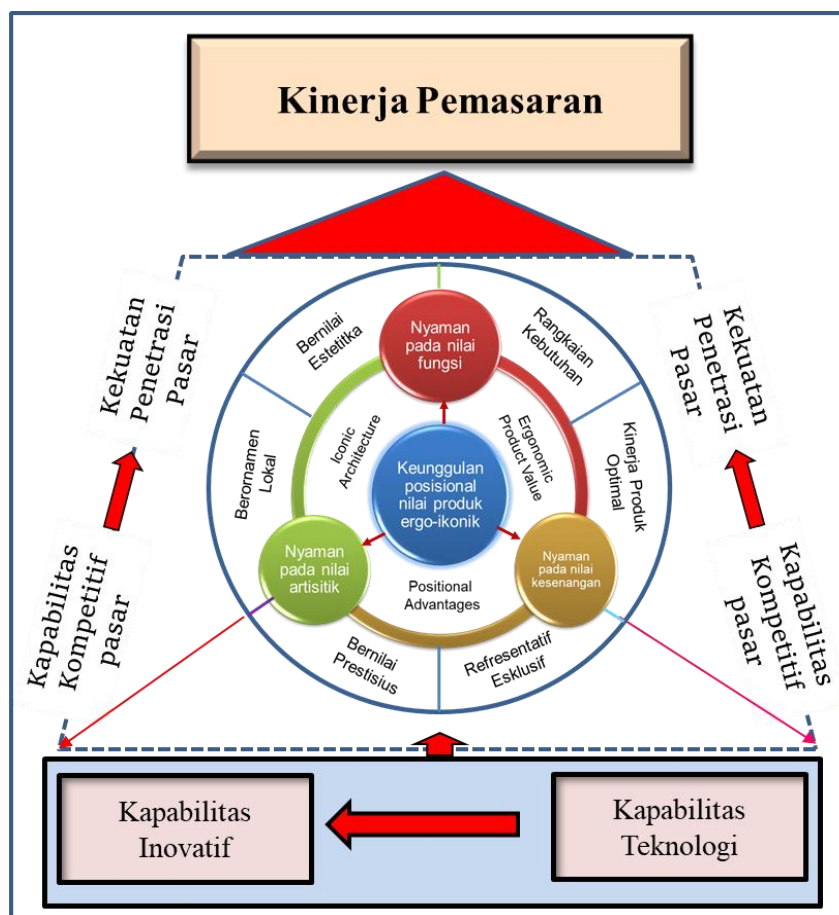 Kinerja Pemasaran
Kekuatan
Penetrasi
Pasar
Kekuatan
Penetrasi
Pasar
Bernilai
Estetitka
Rangkaian
Kebutuhan
Nyaman
pada nilai
fungsi
Iconic
Architecture
Ergonomic
Product Value
Berornamen
Lokal
Kinerja Produk
Optimal
Keunggulan
posisional
nilai produk
ergo-ikonik
Nyaman
pada nilai
artisitik
Nyaman
pada nilai
kesenangan
Positional
Advantages
Bernilai
Prestisius
Refresentatif
Esklusif
Kapabilitas
Kompetitif
pasar
Kapabilitas
Kompetitif
pasar
Kapabilitas
Inovatif
Kapabilitas
Teknologi